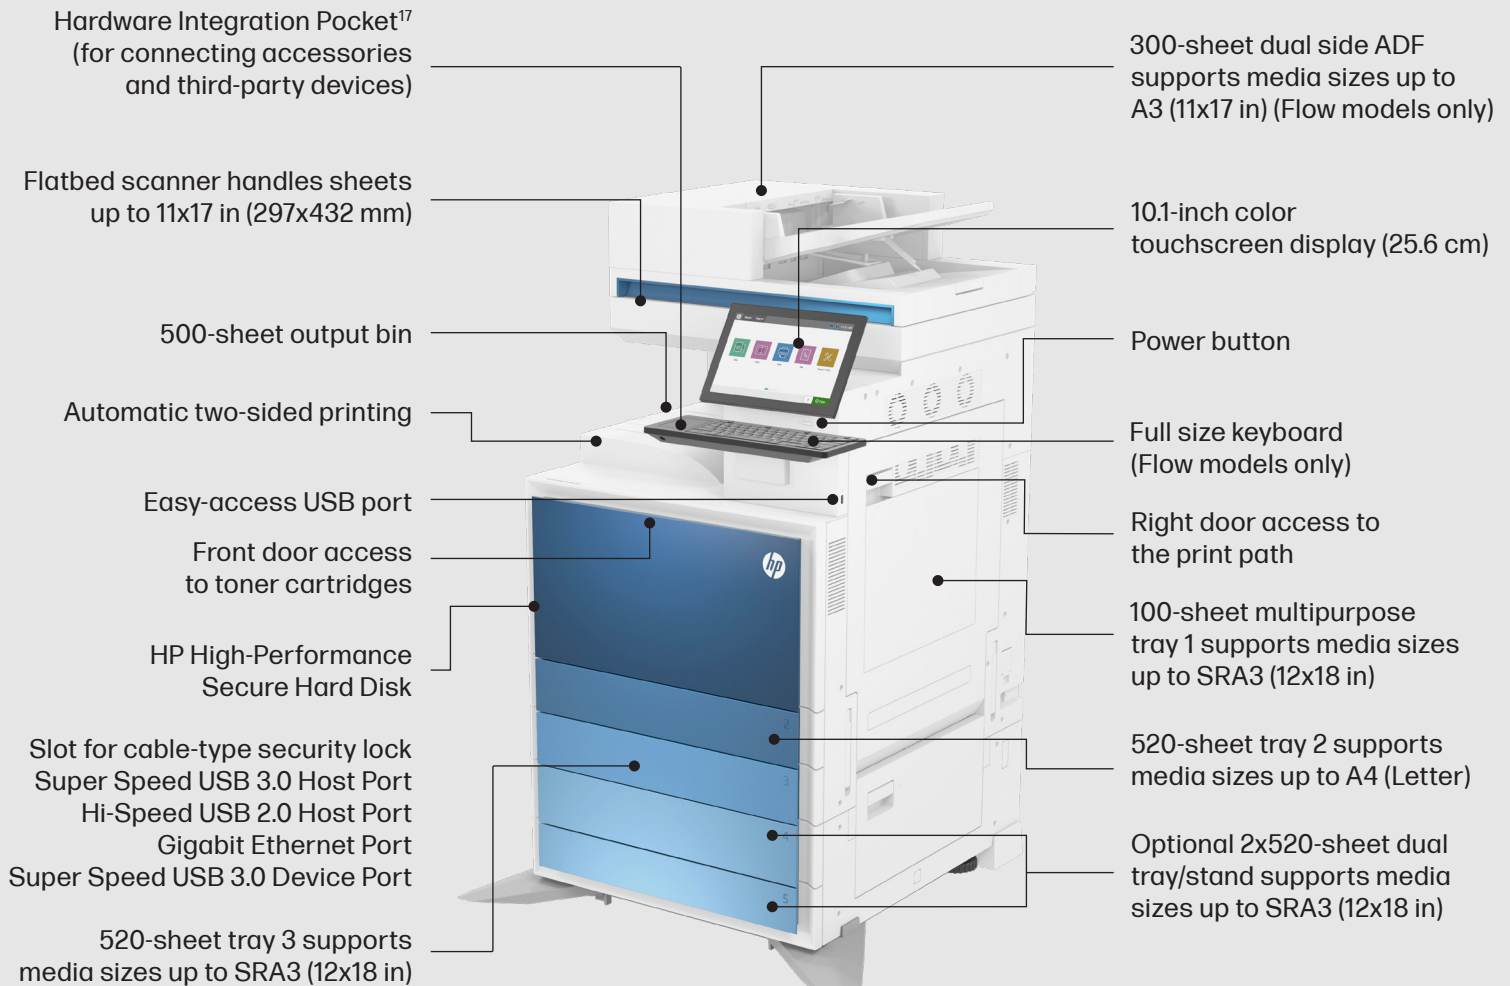 Hardware Integration Pocket17
(for connecting accessories
and third-party devices)
Flatbed scanner handles sheets
up to 11x17 in (297x432 mm)
500-sheet output bin
Automatic two-sided printing
Easy-access USB port
Front door access
to toner cartridges
HP High-Performance
Secure Hard Disk
Slot for cable-type security lock
Super Speed USB 3.0 Host Port
Hi-Speed USB 2.0 Host Port
Gigabit Ethernet Port
Super Speed USB 3.0 Device Port
520-sheet tray 3 supports
media sizes up to SRA3 (12x18 in)
hp
2
3
4
5
300-sheet dual side ADF
supports media sizes up to
A3 (11x17 in) (Flow models only)
10.1-inch color
touchscreen display (25.6 cm)
Power button
Full size keyboard
(Flow models only)
Right door access to
the print path
100-sheet multipurpose
tray 1 supports media sizes
up to SRA3 (12x18 in)
520-sheet tray 2 supports
media sizes up to A4 (Letter)
Optional 2x520-sheet dual
tray/stand supports media
sizes up to SRA3 (12x18 in)